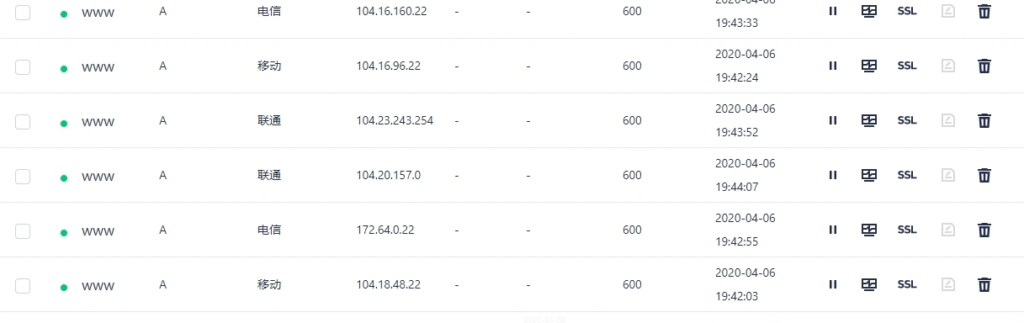 www A 电信 104.16.160.22 - - 600 2020-04-06
19:43:33 SSL
www A 移动 104.16.96.22 - - 600 2020-04-06
19:42:24 SSL
www A 联通 104.23.243.254 - - 600 2020-04-06
19:43:52 SSL
www A 联通 104.20.157.0 - - 600 2020-04-06
19:44:07 SSL
www A 电信 172.64.0.22 - - 600 2020-04-06
19:42:55 SSL
www A 移动 104.18.48.22 - - 600 2020-04-06
19:42:03 SSL